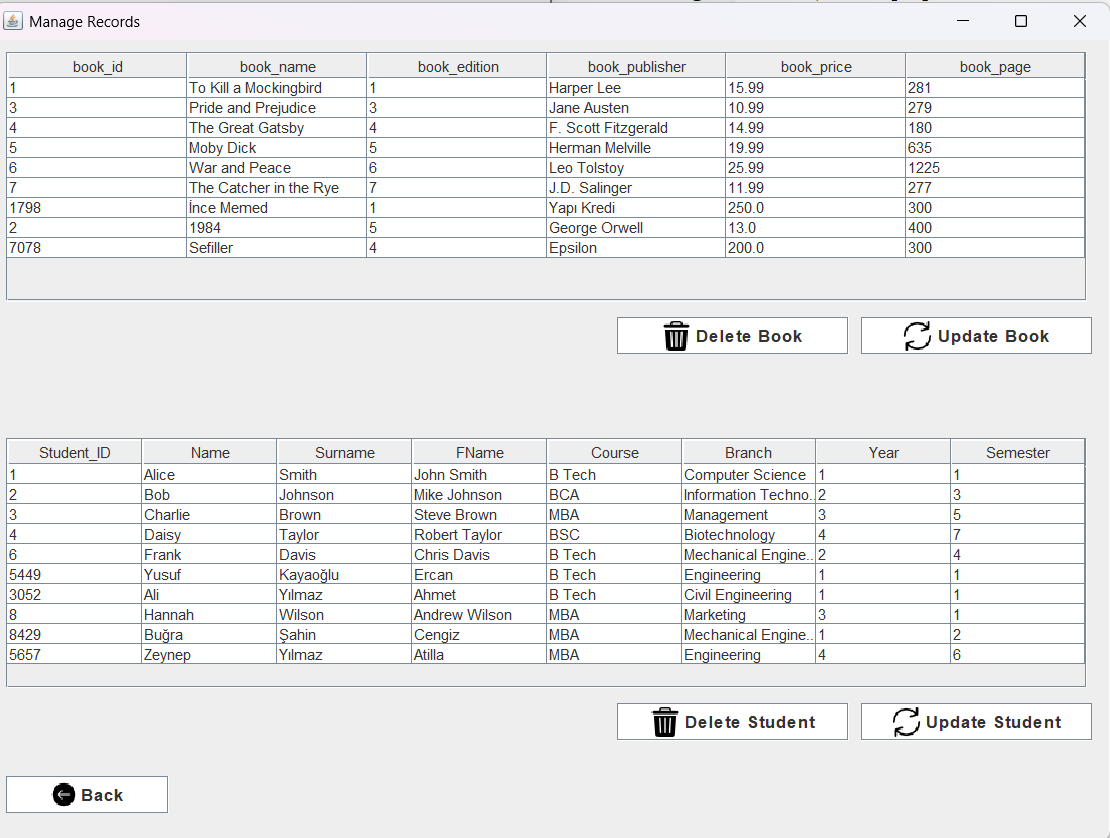 Manage Records
book_id book_name book_edition book_publisher book_price book_page
1 To Kill a Mockingbird 1 Harper Lee 15.99 281
3 Pride and Prejudice 3 Jane Austen 10.99 279
4 The Great Gatsby 4 F. Scott Fitzgerald 14.99 180
5 Moby Dick 5 Herman Melville 19.99 635
6 War and Peace 6 Leo Tolstoy 25.99 1225
7 The Catcher in the Rye 7 J.D. Salinger 11.99 277
1798 İnce Memed 1 Yapı Kredi 250.0 300
2 1984 5 George Orwell 13.0 400
7078 Sefiller 4 Epsilon 200.0 300
Delete Book Update Book
Student_ID Name Surname FName Course Branch Year Semester
1 Alice Smith John Smith B Tech Computer Science 1 1
2 Bob Johnson Mike Johnson BCA Information Techno.. 2 3
3 Charlie Brown Steve Brown MBA Management 3 5
4 Daisy Taylor Robert Taylor BSC Biotechnology 4 7
6 Frank Davis Chris Davis B Tech Mechanical Engine.. 2 4
5449 Yusuf Kayaoğlu Ercan B Tech Engineering 1 1
3052 Ali Yılmaz Ahmet B Tech Civil Engineering 1 1
8 Hannah Wilson Andrew Wilson MBA Marketing 3 1
8429 Buğra Şahin Cengiz MBA Mechanical Engine.. 1 2
5657 Zeynep Yılmaz Atilla MBA Engineering 4 6
Delete Student Update Student
Back